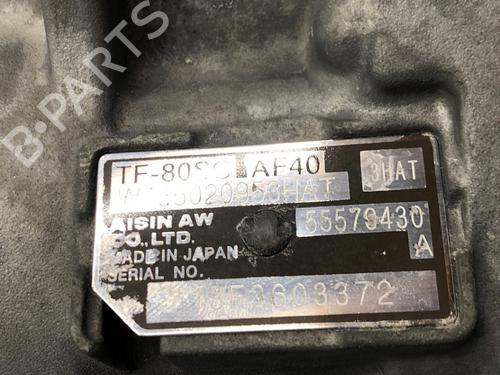 B-PARTS
TF-80SC AF40
3HAT
55579430
AISIN AW
CO., LTD.
A
MADE IN JAPAN
SERIAL NO.